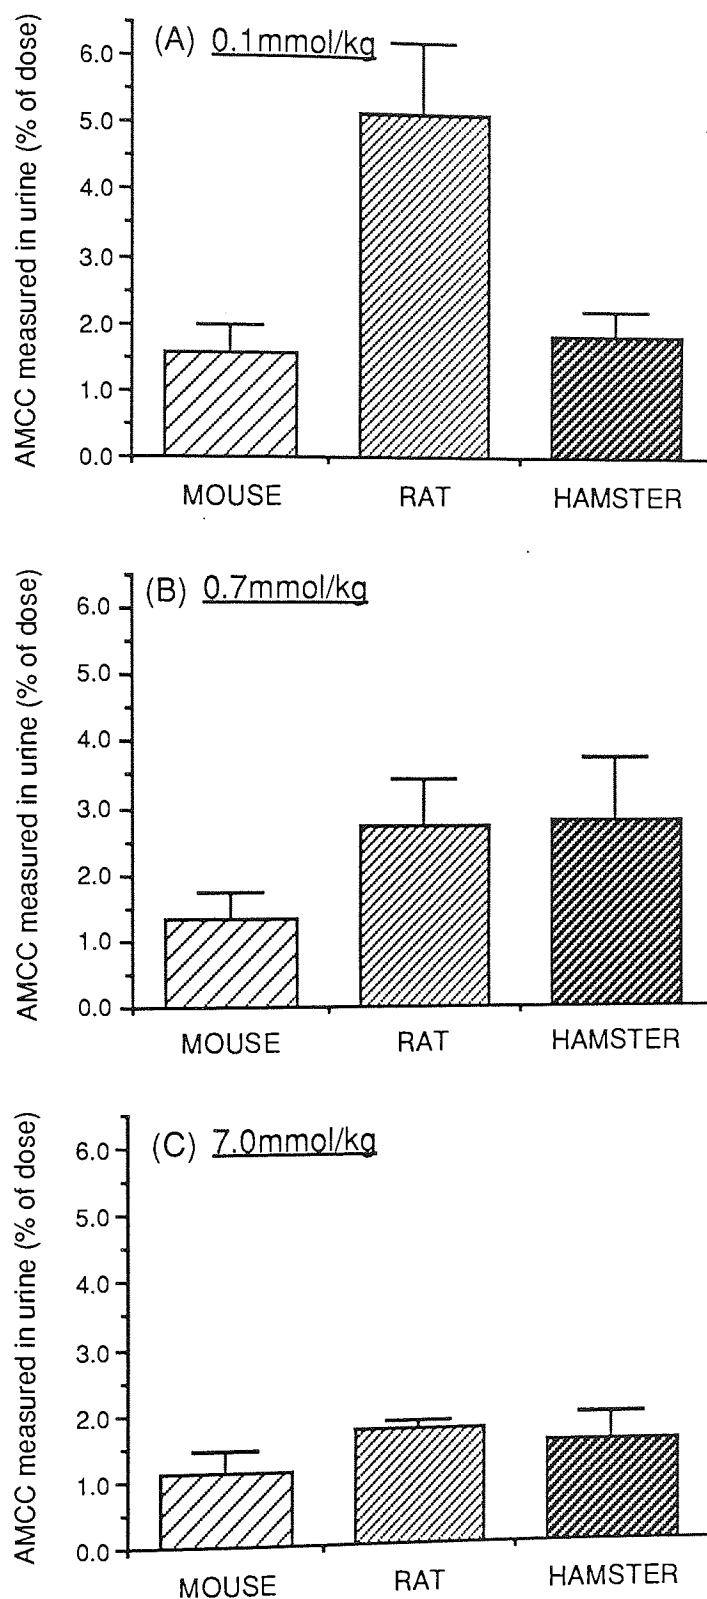 (A) 0.1mmol/kg
AMCC measured in urine (% of dose)
6.0
5.0
4.0
3.0
2.0
1.0
0.0
MOUSE RAT HAMSTER
(B) 0.7mmol/kg
AMCC measured in urine (% of dose)
6.0
5.0
4.0
3.0
2.0
1.0
0.0
MOUSE RAT HAMSTER
(C) 7.0mmol/kg
AMCC measured in urine (% of dose)
6.0
5.0
4.0
3.0
2.0
1.0
0.0
MOUSE RAT HAMSTER